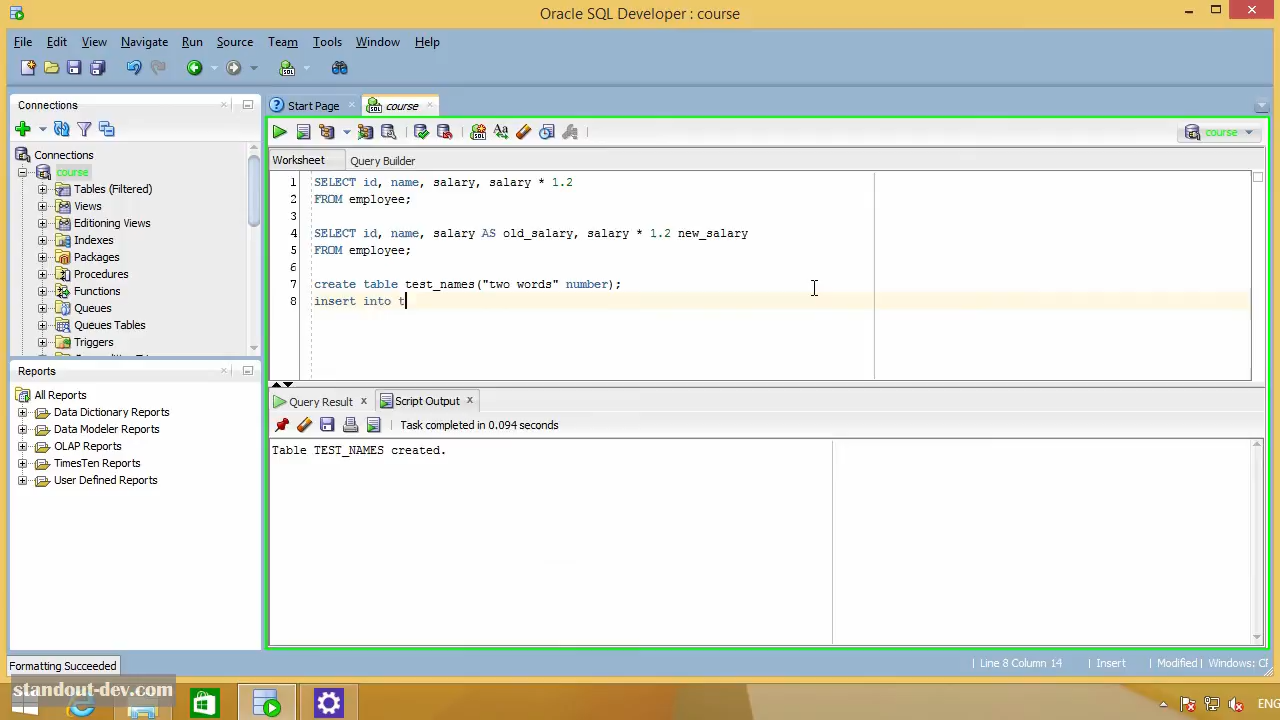 Oracle SQL Developer : course
File Edit View Navigate Run Source Team Tools Window Help
Connections
Start Page
course
course
Connections
Worksheet
Query Builder
course
Tables (Filtered)
Views
Editioning Views
Indexes
Packages
Procedures
Functions
Queues
Queues Tables
Triggers
1 SELECT id, name, salary, salary * 1.2
2 FROM employee;
3
4 SELECT id, name, salary AS old_salary, salary * 1.2 new_salary
5 FROM employee;
6
7 create table test_names("two words" number);
8 insert into t
Reports
All Reports
Data Dictionary Reports
Data Modeler Reports
OLAP Reports
TimesTen Reports
User Defined Reports
Query Result
Script Output
Task completed in 0.094 seconds
Table TEST_NAMES created.
Formatting Succeeded
Line 8 Column 14
Insert
Modified
Windows: CF
standout-dev.com
ENG